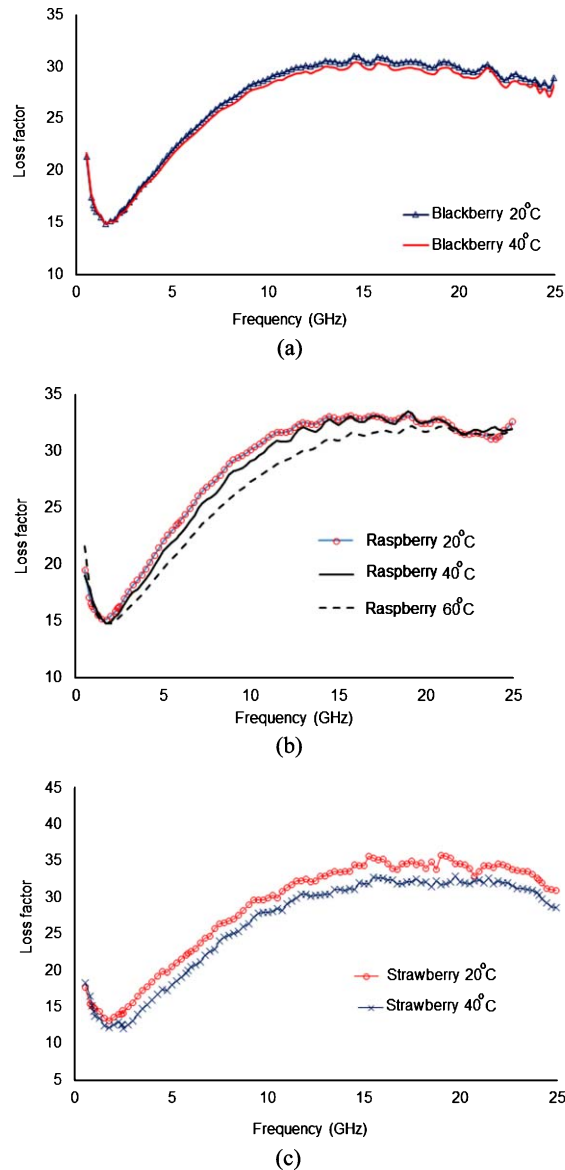 35
30
25
20
15
10
Loss factor
0
5
10
15
20
25
Frequency (GHz)
Blackberry 20°C
Blackberry 40°C
(a)
35
30
25
20
15
10
Loss factor
0
5
10
15
20
25
Frequency (GHz)
Raspberry 20°C
Raspberry 40°C
Raspberry 60°C
(b)
45
40
35
30
25
20
15
10
5
Loss factor
0
5
10
15
20
25
Frequency (GHz)
Strawberry 20°C
Strawberry 40°C
(c)